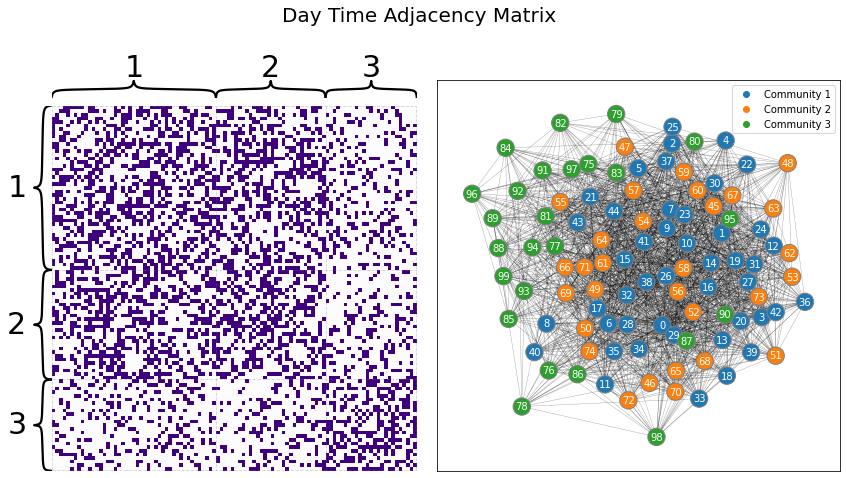 Day Time Adjacency Matrix
1 2 3
1
2
3
Community 1
Community 2
Community 3
79
82 25
2 80 4
84 47
37 22 48
91 97 75 83 5 59
30
96 92 57 60 67
21 55 45 63
89 81 44 7 23 95
43 54 9 1 24
88 94 77 64 41 10 12
62
99 66 71 61 15 58 14 19 31 53
93 69 49 38 26 56 16 27
32 73 36
85 17 52 90 42
8 50 6 28 0 20 3
29 87 13
40 74 35 34 68 39 51
76 86 65 18
11 46 70
78 72 33
98